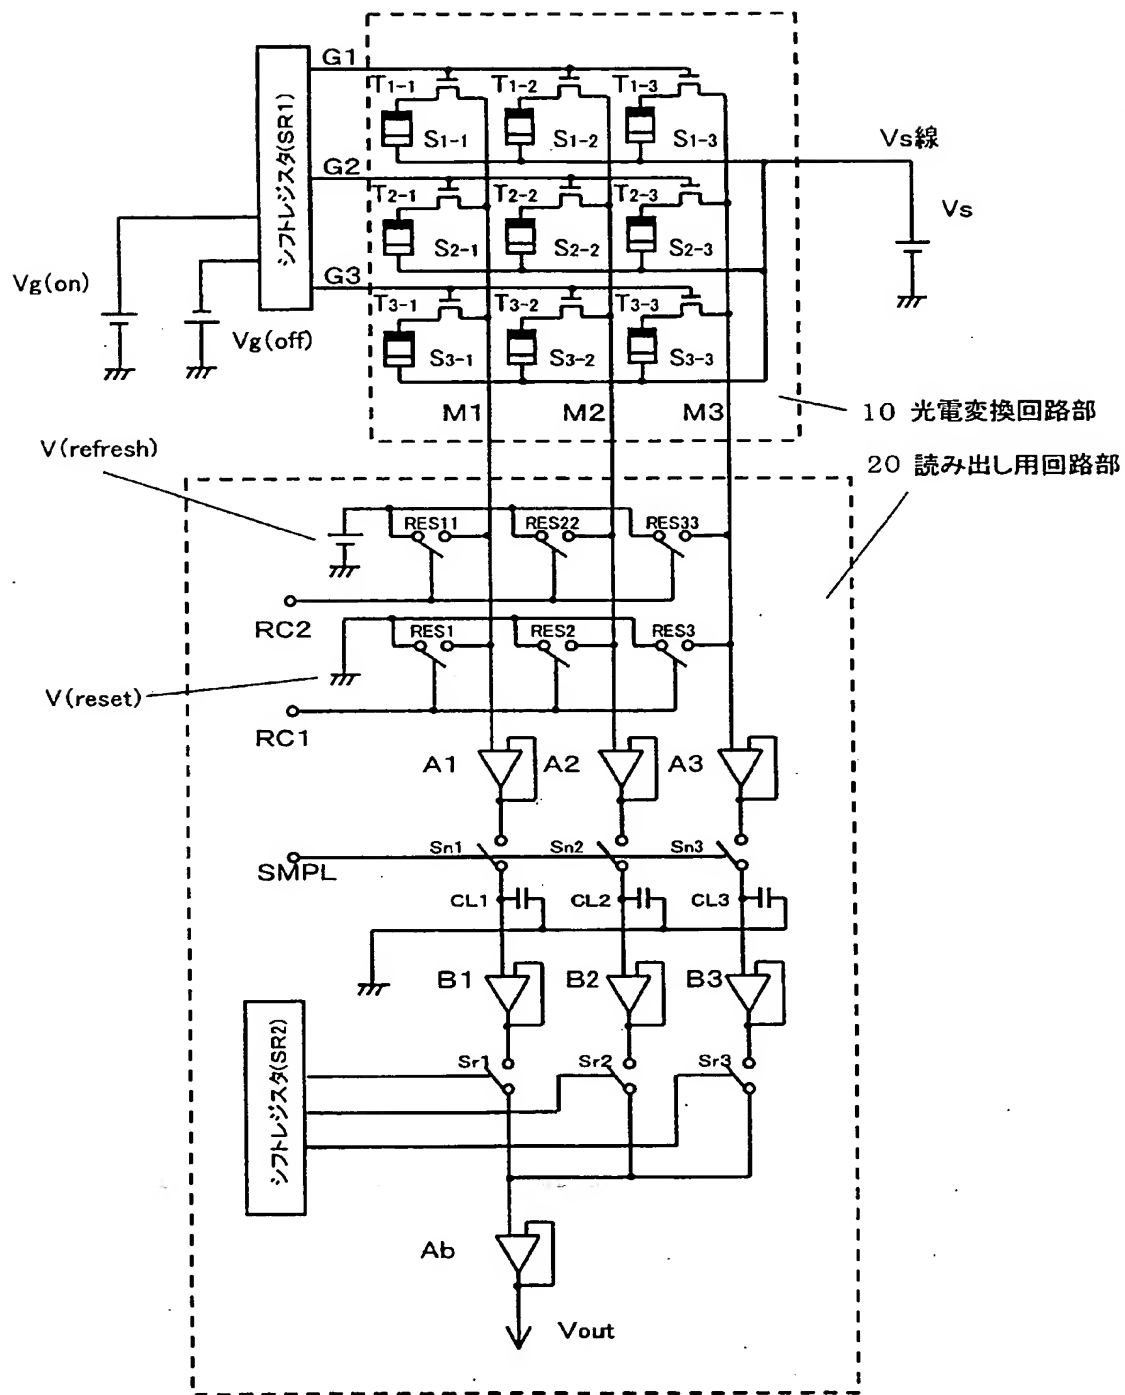 G1
T1-1
T1-2
T1-3
S1-1
S1-2
S1-3
シフトレジスタ(SR1)
Vs線
G2
T2-1
T2-2
T2-3
S2-1
S2-2
S2-3
Vs
Vg(on)
Vg(off)
G3
T3-1
T3-2
T3-3
S3-1
S3-2
S3-3
M1
M2
M3
10 光電変換回路部
V(refresh)
20 読み出し用回路部
RES11
RES22
RES33
RC2
RES1
RES2
RES3
V(reset)
RC1
A1
A2
A3
Sn1
Sn2
Sn3
SMPL
CL1
CL2
CL3
B1
B2
B3
シフトレジスタ(SR2)
Sr1
Sr2
Sr3
Ab
Vout